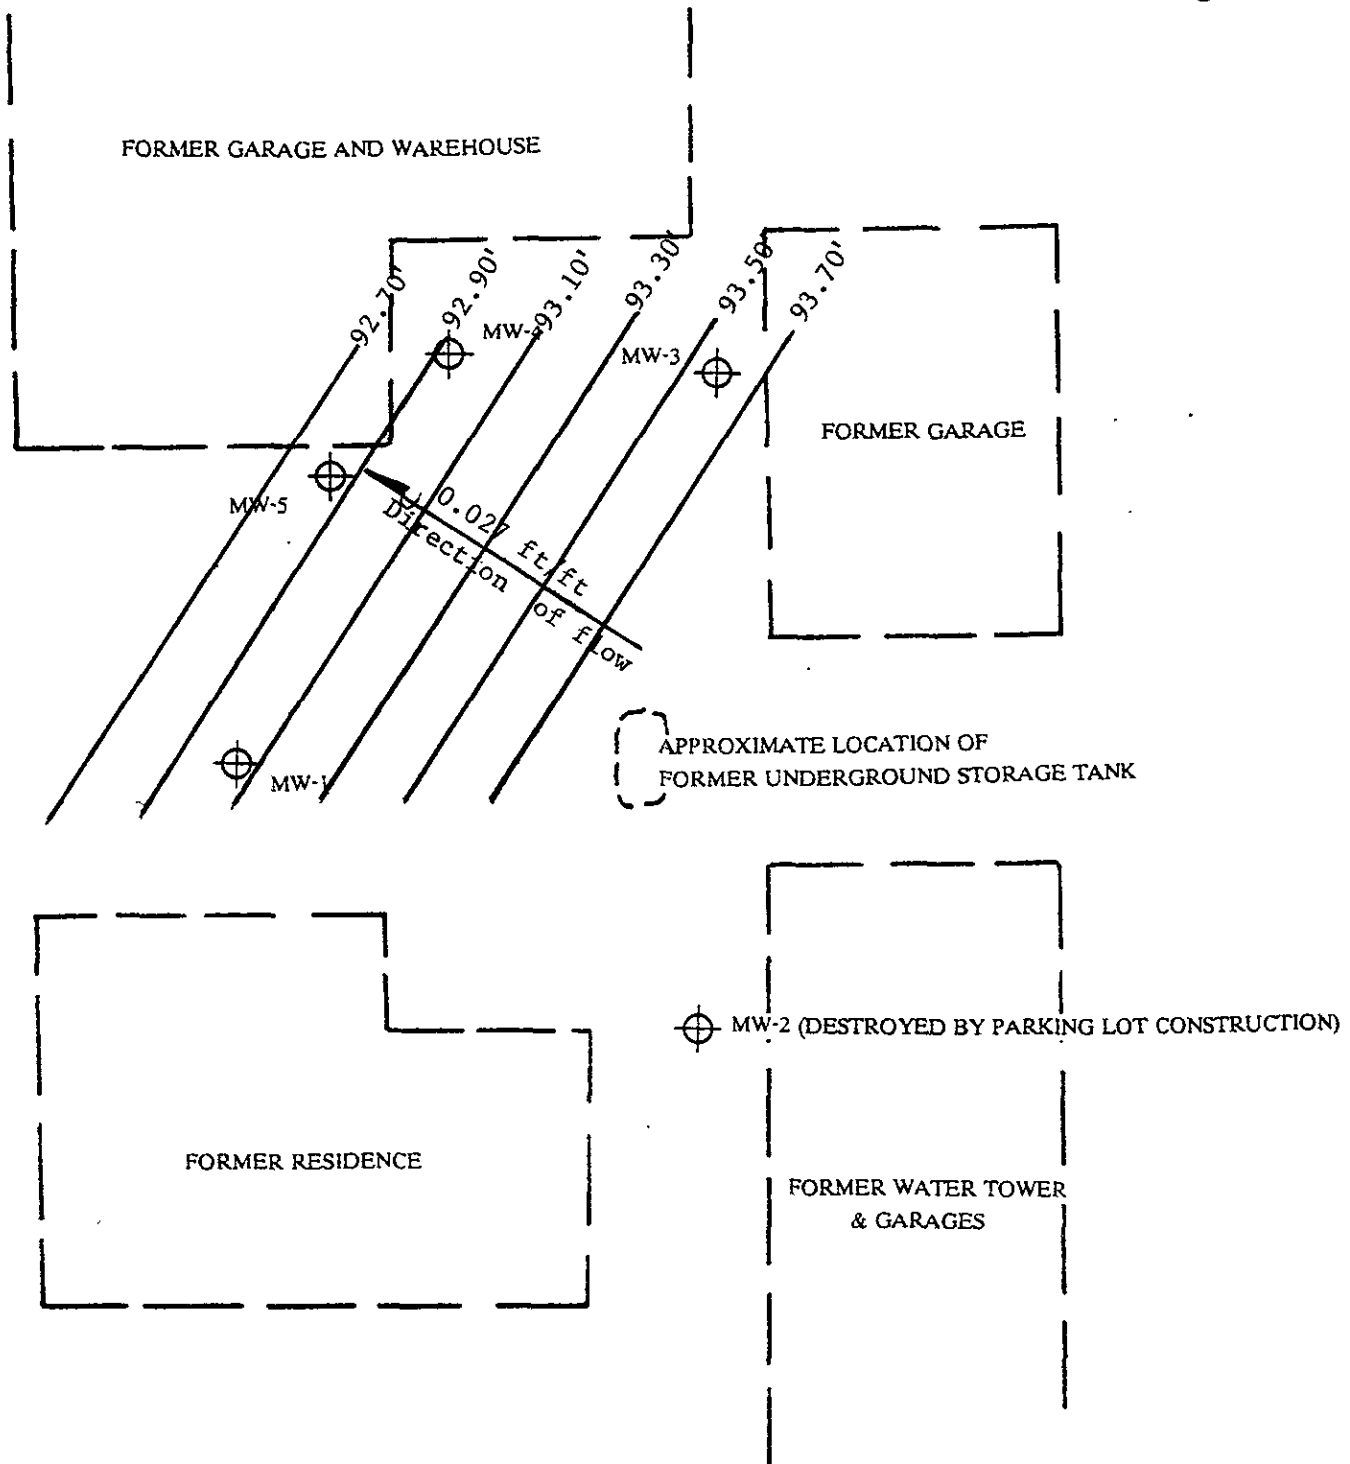 FORMER GARAGE AND WAREHOUSE
92.70'
92.90'
93.10'
93.30'
93.50'
93.70'
MW-
MW-3
FORMER GARAGE
MW-5
0.027 ft/ft
Direction of flow
MW-1
APPROXIMATE LOCATION OF
FORMER UNDERGROUND STORAGE TANK
MW-2 (DESTROYED BY PARKING LOT CONSTRUCTION)
FORMER RESIDENCE
FORMER WATER TOWER
& GARAGES